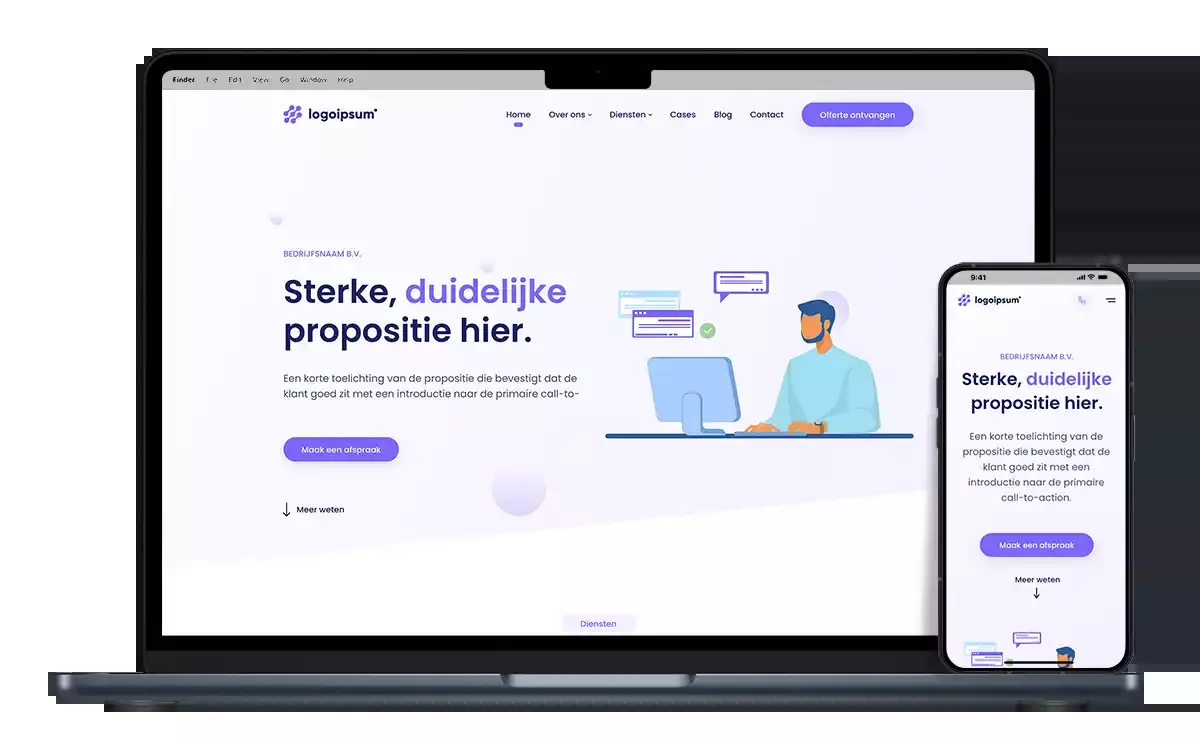 Finder File Edit View Go Window Help
logoipsum
Home Over ons Diensten Cases Blog Contact Offerte ontvangen
BEDRIJFSNAAM B.V.
Sterke, duidelijke
propositie hier.
Een korte toelichting van de propositie die bevestigt dat de
klant goed zit met een introductie naar de primaire call-to-
Maak een afspraak
Meer weten
Diensten
9:41
logoipsum
BEDRIJFSNAAM B.V.
Sterke, duidelijke
propositie hier.
Een korte toelichting van de
propositie die bevestigt dat de
klant goed zit met een
introductie naar de primaire
call-to-action.
Maak een afspraak
Meer weten